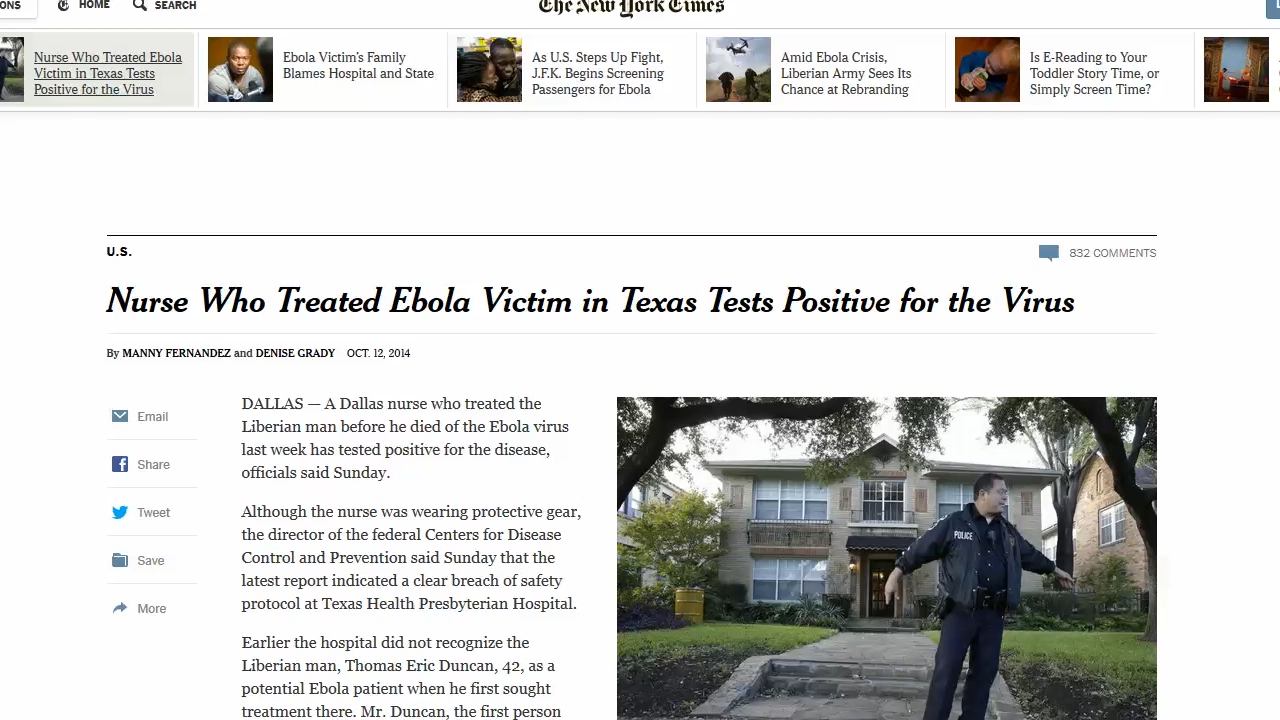 ONS
HOME
SEARCH
The New York Times
Nurse Who Treated Ebola
Victim in Texas Tests
Positive for the Virus
Ebola Victim's Family
Blames Hospital and State
As U.S. Steps Up Fight,
J.F.K. Begins Screening
Passengers for Ebola
Amid Ebola Crisis,
Liberian Army Sees Its
Chance at Rebranding
Is E-Reading to Your
Toddler Story Time, or
Simply Screen Time?
U.S.
832 COMMENTS
Nurse Who Treated Ebola Victim in Texas Tests Positive for the Virus
By MANNY FERNANDEZ and DENISE GRADY OCT. 12, 2014
Email
Share
Tweet
Save
More
DALLAS — A Dallas nurse who treated the
Liberian man before he died of the Ebola virus
last week has tested positive for the disease,
officials said Sunday.
Although the nurse was wearing protective gear,
the director of the federal Centers for Disease
Control and Prevention said Sunday that the
latest report indicated a clear breach of safety
protocol at Texas Health Presbyterian Hospital.
Earlier the hospital did not recognize the
Liberian man, Thomas Eric Duncan, 42, as a
potential Ebola patient when he first sought
treatment there. Mr. Duncan, the first person
POLICE